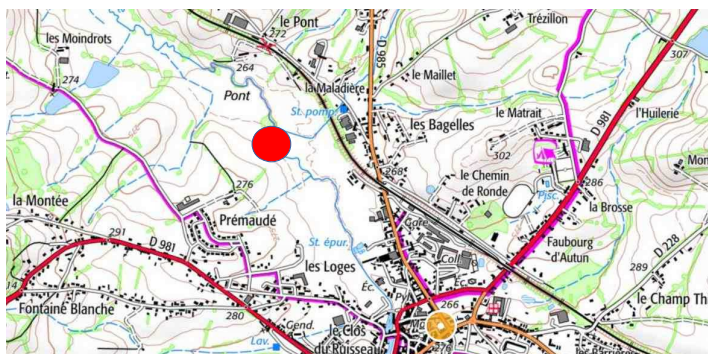 le Pont
272
les Moindrots
264
D 985
Trézillon
307
274
Pont
la Maladière
le Maillet
St. pomp.
les Bagelles
le Matrait
D 981
l'Huilerie
302
268
le Chemin
de Ronde
286
la Montée
276
Prémaudé
Pisc.
la Brosse
291
D 981
St. épur.
Gare
Faubourg
d'Autun
D 228
les Loges
289
Éc.
Éc.
266
Fontaine Blanche
280
Gend.
le Champ Th
le Clos
du Ruisseau
Lav.